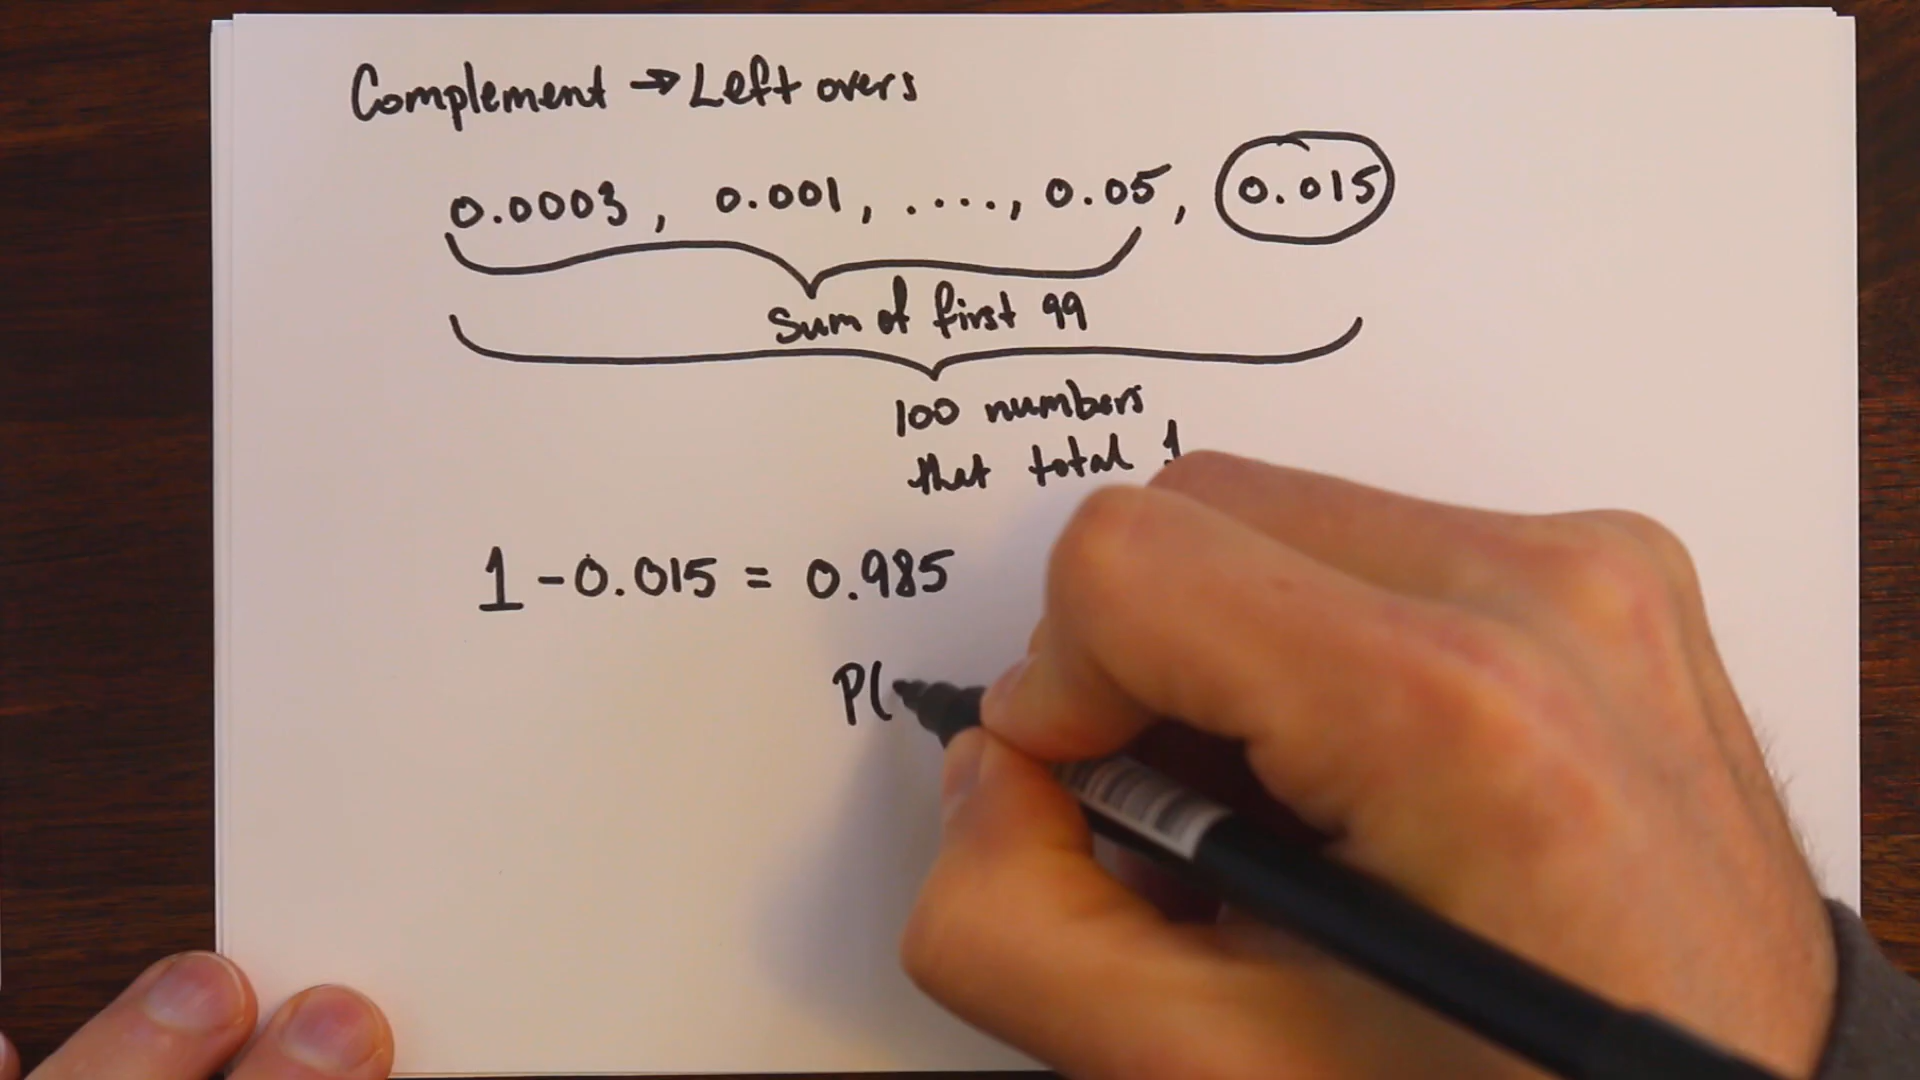 Complement → Left overs
0.0003, 0.001, ...., 0.05, 0.015
Sum of first 99
100 numbers
that total 1
1 - 0.015 = 0.985
P(